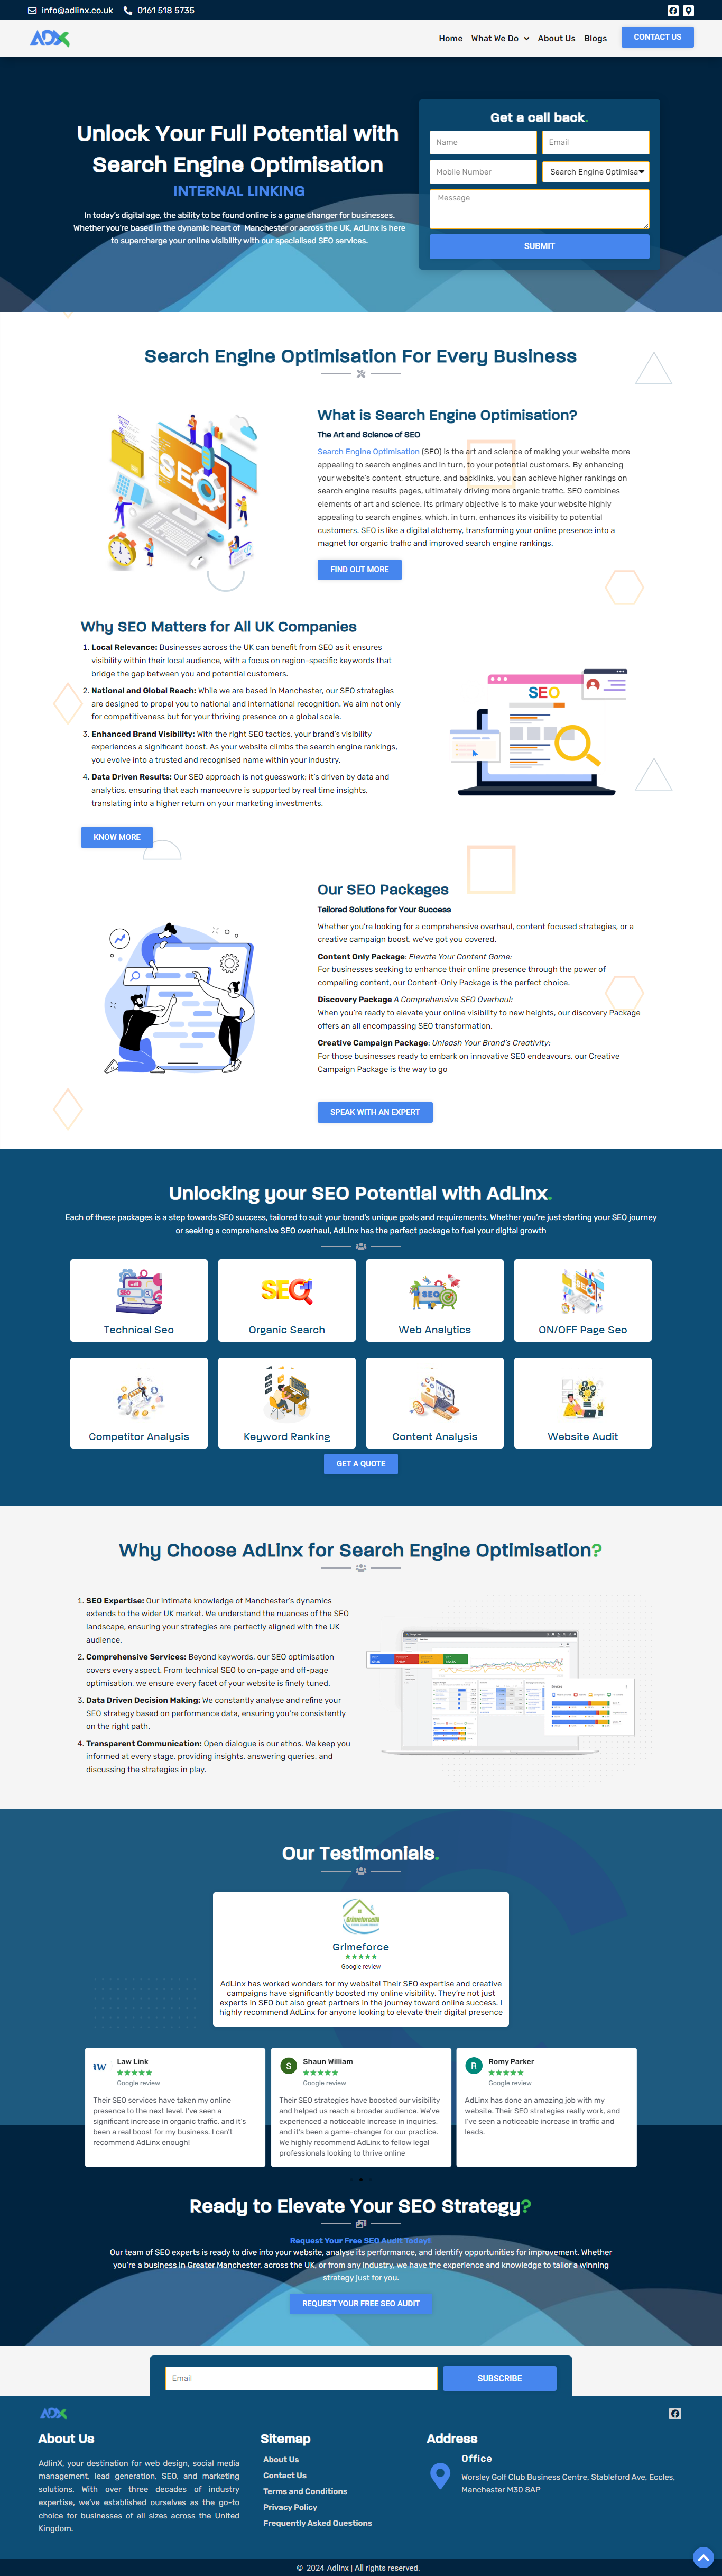 info@adlinx.co.uk 0161 518 5735
ADX Home What We Do About Us Blogs CONTACT US
Unlock Your Full Potential with
Search Engine Optimisation
INTERNAL LINKING
In today's digital age, the ability to be found online is a game changer for businesses.
Whether you're based in the dynamic heart of Manchester or across the UK, AdLinx is here
to supercharge your online visibility with our specialised SEO services.
Get a call back.
Name Email
Mobile Number Search Engine Optimisa
Message
SUBMIT
Search Engine Optimisation For Every Business
SEO
What is Search Engine Optimisation?
The Art and Science of SEO
Search Engine Optimisation (SEO) is the art and science of making your website more
appealing to search engines and in turn, to your potential customers. By enhancing
your website's content, structure, and backlinks, you can achieve higher rankings on
search engine results pages, ultimately driving more organic traffic. SEO combines
elements of art and science. Its primary objective is to make your website highly
appealing to search engines, which, in turn, enhances its visibility to potential
customers. SEO is like a digital alchemy, transforming your online presence into a
magnet for organic traffic and improved search engine rankings.
FIND OUT MORE
Why SEO Matters for All UK Companies
1. Local Relevance: Businesses across the UK can benefit from SEO as it ensures
visibility within their local audience, with a focus on region-specific keywords that
bridge the gap between you and potential customers.
2. National and Global Reach: While we are based in Manchester, our SEO strategies
are designed to propel you to national and international recognition. We aim not only
for competitiveness but for your thriving presence on a global scale.
3. Enhanced Brand Visibility: With the right SEO tactics, your brand's visibility
experiences a significant boost. As your website climbs the search engine rankings,
you evolve into a trusted and recognised name within your industry.
4. Data Driven Results: Our SEO approach is not guesswork; it's driven by data and
analytics, ensuring that each manoeuvre is supported by real time insights,
translating into a higher return on your marketing investments.
KNOW MORE
SEO
Our SEO Packages
Tailored Solutions for Your Success
Whether you're looking for a comprehensive overhaul, content focused strategies, or a
creative campaign boost, we've got you covered.
Content Only Package: Elevate Your Content Game:
For businesses seeking to enhance their online presence through the power of
compelling content, our Content-Only Package is the perfect choice.
Discovery Package A Comprehensive SEO Overhaul:
When you're ready to elevate your online visibility to new heights, our discovery Package
offers an all encompassing SEO transformation.
Creative Campaign Package: Unleash Your Brand's Creativity:
For those businesses ready to embark on innovative SEO endeavours, our Creative
Campaign Package is the way to go
SPEAK WITH AN EXPERT
Unlocking your SEO Potential with AdLinx.
Each of these packages is a step towards SEO success, tailored to suit your brand's unique goals and requirements. Whether you're just starting your SEO journey
or seeking a comprehensive SEO overhaul, AdLinx has the perfect package to fuel your digital growth
SEO
Technical Seo Organic Search Web Analytics ON/OFF Page Seo
Competitor Analysis Keyword Ranking Content Analysis Website Audit
GET A QUOTE
Why Choose AdLinx for Search Engine Optimisation?
1. SEO Expertise: Our intimate knowledge of Manchester's dynamics
extends to the wider UK market. We understand the nuances of the SEO
landscape, ensuring your strategies are perfectly aligned with the UK
audience.
2. Comprehensive Services: Beyond keywords, our SEO optimisation
covers every aspect. From technical SEO to on-page and off-page
optimisation, we ensure every facet of your website is finely tuned.
3. Data Driven Decision Making: We constantly analyse and refine your
SEO strategy based on performance data, ensuring you're consistently
on the right path.
4. Transparent Communication: Open dialogue is our ethos. We keep you
informed at every stage, providing insights, answering queries, and
discussing the strategies in play.
Our Testimonials.
Grimeforce
Google review
AdLinx has worked wonders for my website! Their SEO expertise and creative
campaigns have significantly boosted my online visibility. They're not just
experts in SEO but also great partners in the journey toward online success. I
highly recommend AdLinx for anyone looking to elevate their digital presence
Law Link
Google review
Their SEO services have taken my online
presence to the next level. I've seen a
significant increase in organic traffic, and it's
been a real boost for my business. I can't
recommend AdLinx enough!
S Shaun William
Google review
Their SEO strategies have boosted our visibility
and helped us reach a broader audience. We've
experienced a noticeable increase in inquiries,
and it's been a game-changer for our practice.
We highly recommend AdLinx to fellow legal
professionals looking to thrive online
R Romy Parker
Google review
AdLinx has done an amazing job with my
website. Their SEO strategies really work, and
I've seen a noticeable increase in traffic and
leads.
Ready to Elevate Your SEO Strategy?
Request Your Free SEO Audit Today!!
Our team of SEO experts is ready to dive into your website, analyse its performance, and identify opportunities for improvement. Whether
you're a business in Greater Manchester, across the UK, or from any industry, we have the experience and knowledge to tailor a winning
strategy just for you.
REQUEST YOUR FREE SEO AUDIT
Email SUBSCRIBE
ADX
About Us
AdlinX, your destination for web design, social media
management, lead generation, SEO, and marketing
solutions. With over three decades of industry
expertise, we've established ourselves as the go-to
choice for businesses of all sizes across the United
Kingdom.
Sitemap
About Us
Contact Us
Terms and Conditions
Privacy Policy
Frequently Asked Questions
Address
Office
Worsley Golf Club Business Centre, Stableford Ave, Eccles,
Manchester M30 8AP
© 2024 Adlinx | All rights reserved.